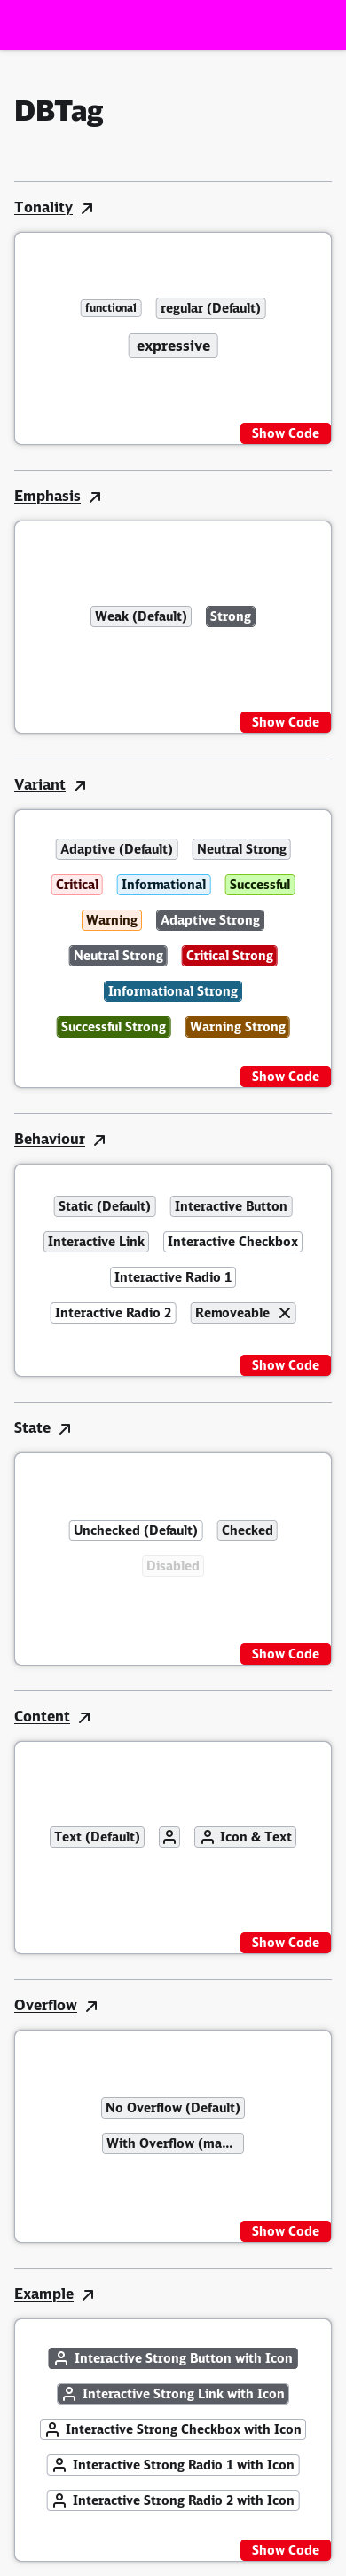 DBTag
Tonality
functional regular (Default)
expressive
Show Code
Emphasis
Weak (Default) Strong
Show Code
Variant
Adaptive (Default) Neutral Strong
Critical Informational Successful
Warning Adaptive Strong
Neutral Strong Critical Strong
Informational Strong
Successful Strong Warning Strong
Show Code
Behaviour
Static (Default) Interactive Button
Interactive Link Interactive Checkbox
Interactive Radio 1
Interactive Radio 2 Removeable
Show Code
State
Unchecked (Default) Checked
Disabled
Show Code
Content
Text (Default) Icon & Text
Show Code
Overflow
No Overflow (Default)
With Overflow (ma...
Show Code
Example
Interactive Strong Button with Icon
Interactive Strong Link with Icon
Interactive Strong Checkbox with Icon
Interactive Strong Radio 1 with Icon
Interactive Strong Radio 2 with Icon
Show Code